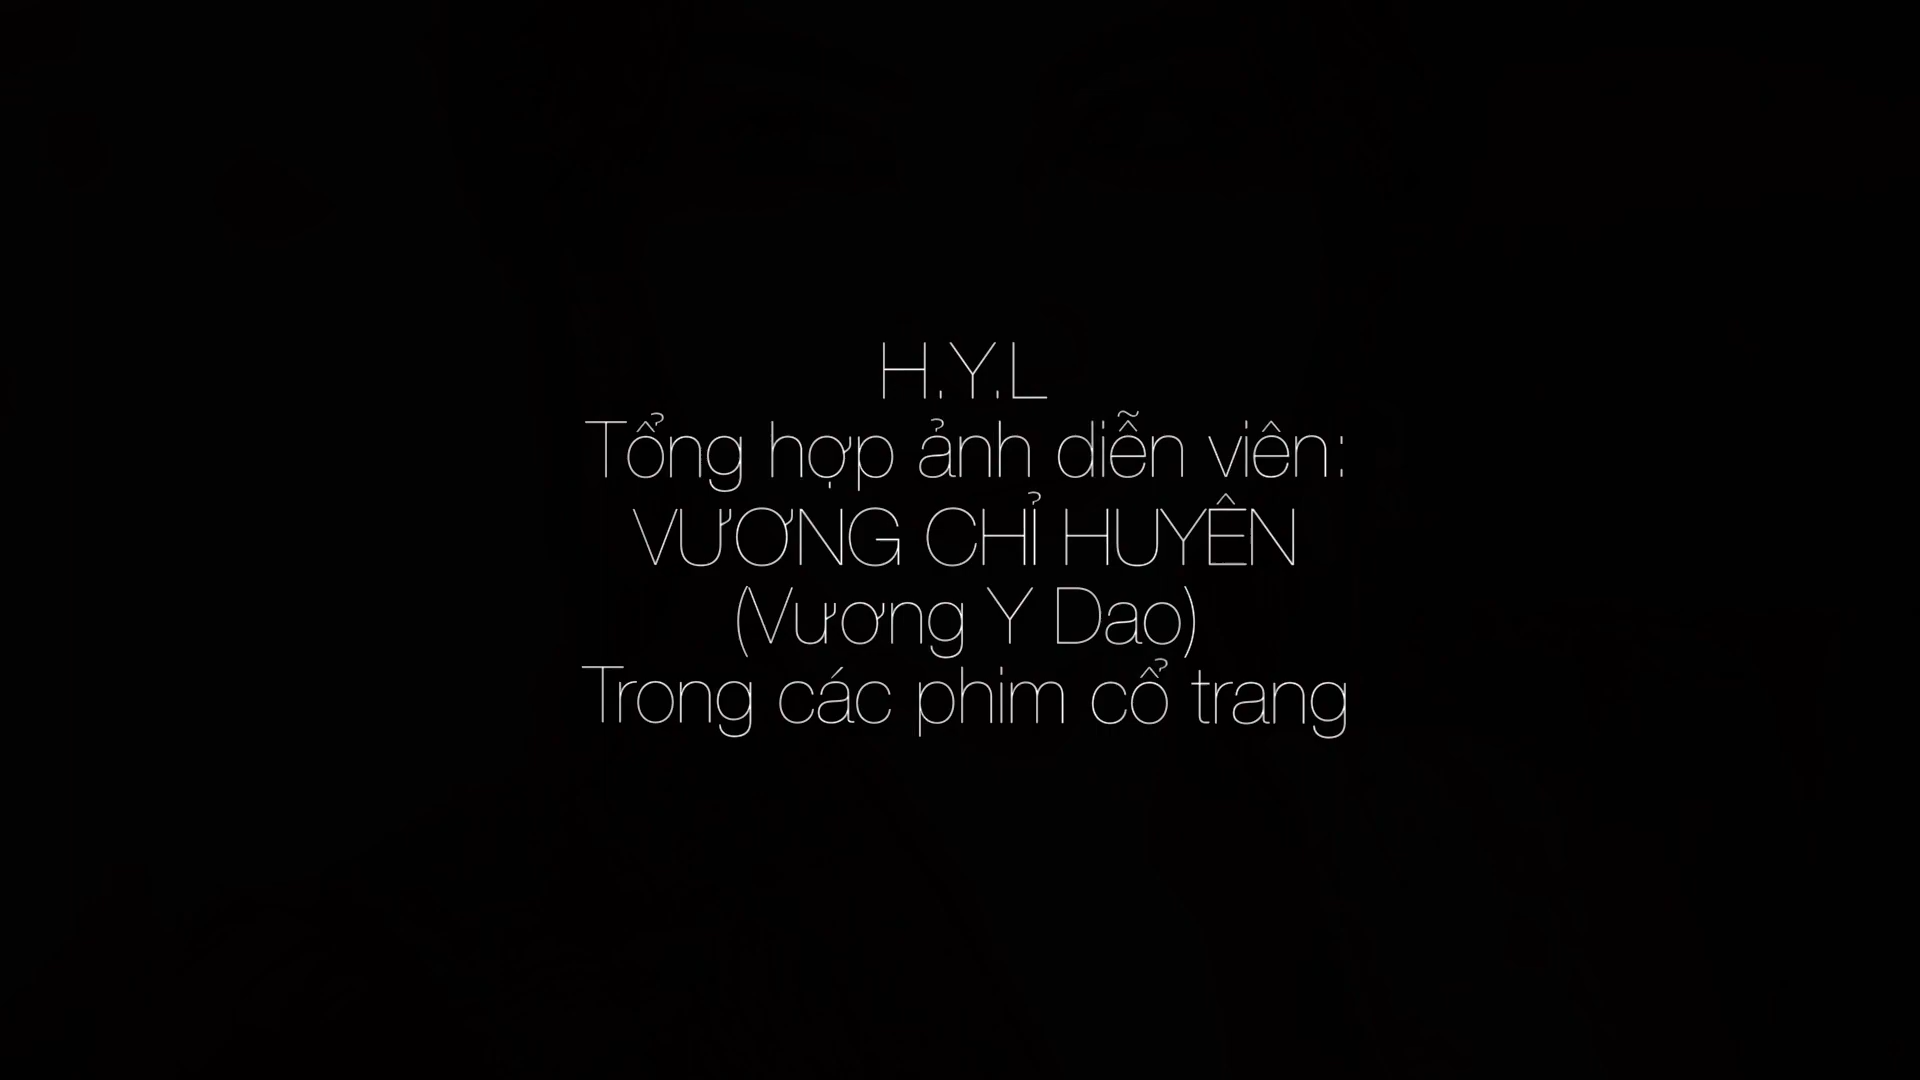 H.Y.L
Tổng hợp ảnh diễn viên:
VƯƠNG CHỈ HUYÊN
(Vương Y Dao)
Trong các phim cổ trang